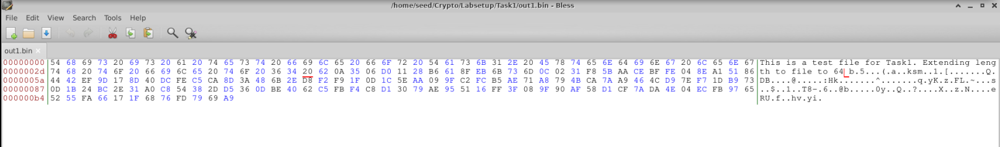 /home/seed/Crypto/Labsetup/Task1/out1.bin - Bless
File Edit View Search Tools Help
out1.bin
00000000 54 68 69 73 20 69 73 20 61 20 74 65 73 74 20 66 69 6C 65 20 66 6F 72 20 54 61 73 6B 31 2E 20 45 78 74 65 6E 64 69 6E 67 20 6C 65 6E 67 This is a test file for Task1. Extending leng
0000002d 74 68 20 74 6F 20 66 69 6C 65 20 74 6F 20 36 34 20 62 0A 35 06 D0 11 28 B6 61 8F EB 6B 73 6D 0C 02 31 F8 5B AA CE BF FE 04 8E A1 51 86 th to file to 64 b.5...(.a..ksm..1.[.......Q.
0000005a 44 42 EF 9D 17 8D 40 DC FE C5 CA 8D 3A 48 6B 2E D8 F2 F9 1F 0D 1C 5E AA 09 9F C2 FC B5 AE 71 A8 79 4B CA 7A A9 46 4C D9 7E F7 1D B9 73 DB....@.....:Hk.......^.......q.yK.z.FL.~...s
00000087 0D 1B 24 BC 2E 31 A0 C8 54 38 2D D5 36 0D BE 40 62 C5 FB F4 C8 D1 30 79 AE 95 51 16 FF 3F 08 9F 90 AF 58 D1 CF 7A DA 4E 04 EC FB 97 65 ..$..1..T8-.6..@b.....0y..Q..?....X..z.N....e
000000b4 52 55 FA 66 17 1F 68 76 FD 79 69 A9 RU.f..hv.yi.